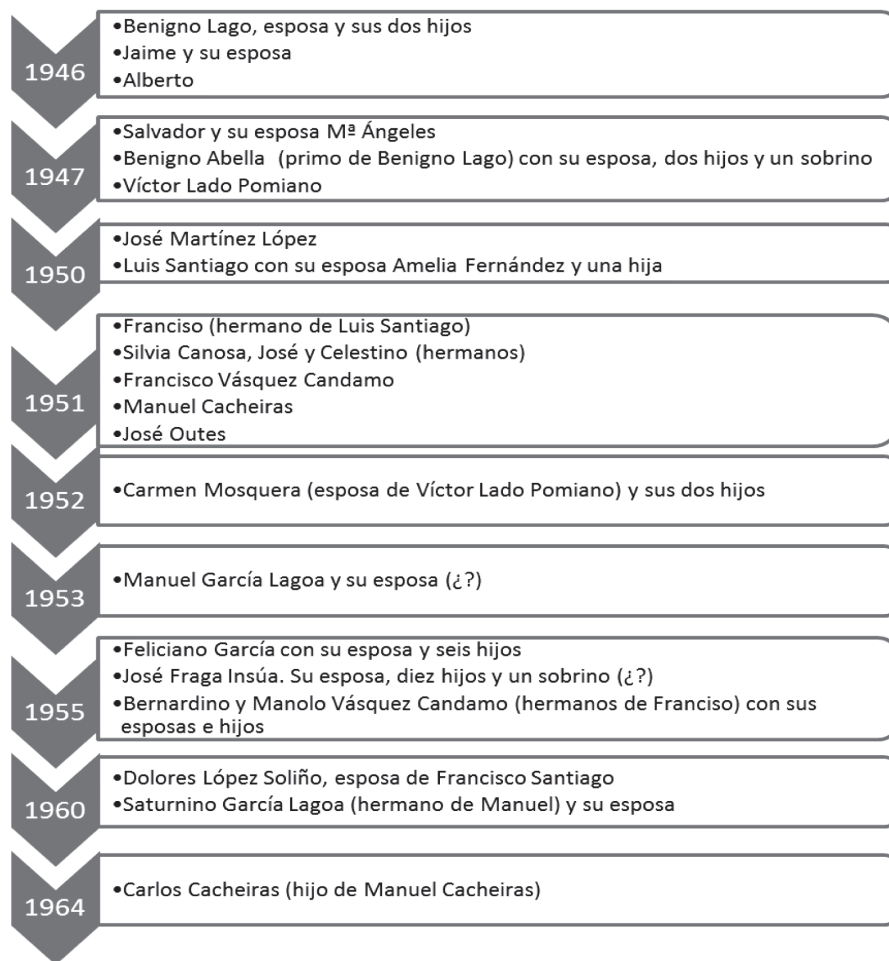 1946
•Benigno Lago, esposa y sus dos hijos
•Jaime y su esposa
•Alberto
1947
•Salvador y su esposa Mª Ángeles
•Benigno Abella (primo de Benigno Lago) con su esposa, dos hijos y un sobrino
•Víctor Lado Pomiano
1950
•José Martínez López
•Luis Santiago con su esposa Amelia Fernández y una hija
1951
•Franciso (hermano de Luis Santiago)
•Silvia Canosa, José y Celestino (hermanos)
•Francisco Vásquez Candamo
•Manuel Cacheiras
•José Outes
1952
•Carmen Mosquera (esposa de Víctor Lado Pomiano) y sus dos hijos
1953
•Manuel García Lagoa y su esposa (¿?)
1955
•Feliciano García con su esposa y seis hijos
•José Fraga Insúa. Su esposa, diez hijos y un sobrino (¿?)
•Bernardino y Manolo Vásquez Candamo (hermanos de Franciso) con sus
esposas e hijos
1960
•Dolores López Soliño, esposa de Francisco Santiago
•Saturnino García Lagoa (hermano de Manuel) y su esposa
1964
•Carlos Cacheiras (hijo de Manuel Cacheiras)